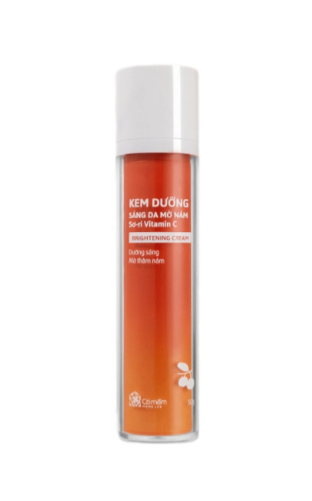 KEM DƯỠNG
SÁNG DA MỜ NÁM
Sơ-ri Vitamin C
BRIGHTENING CREAM
Dưỡng sáng
Mờ thâm nám
Cỏ mềm